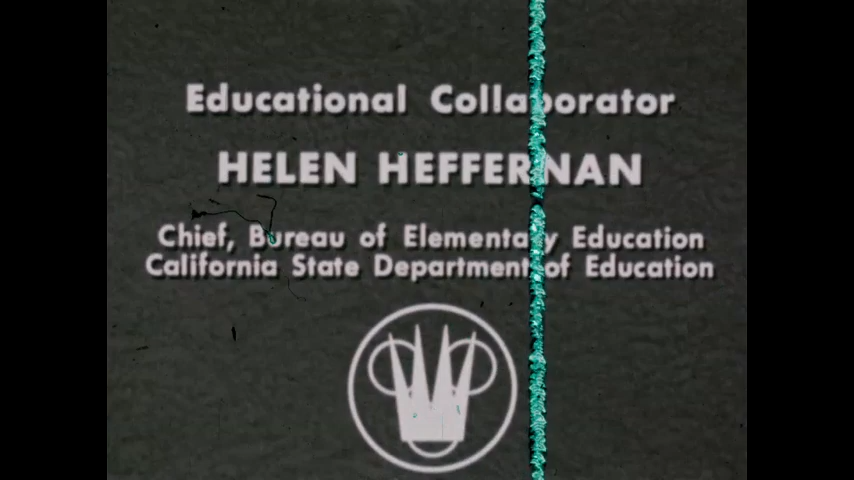 Educational Collaborator
HELEN HEFFERNAN
Chief, Bureau of Elementary Education
California State Department of Education